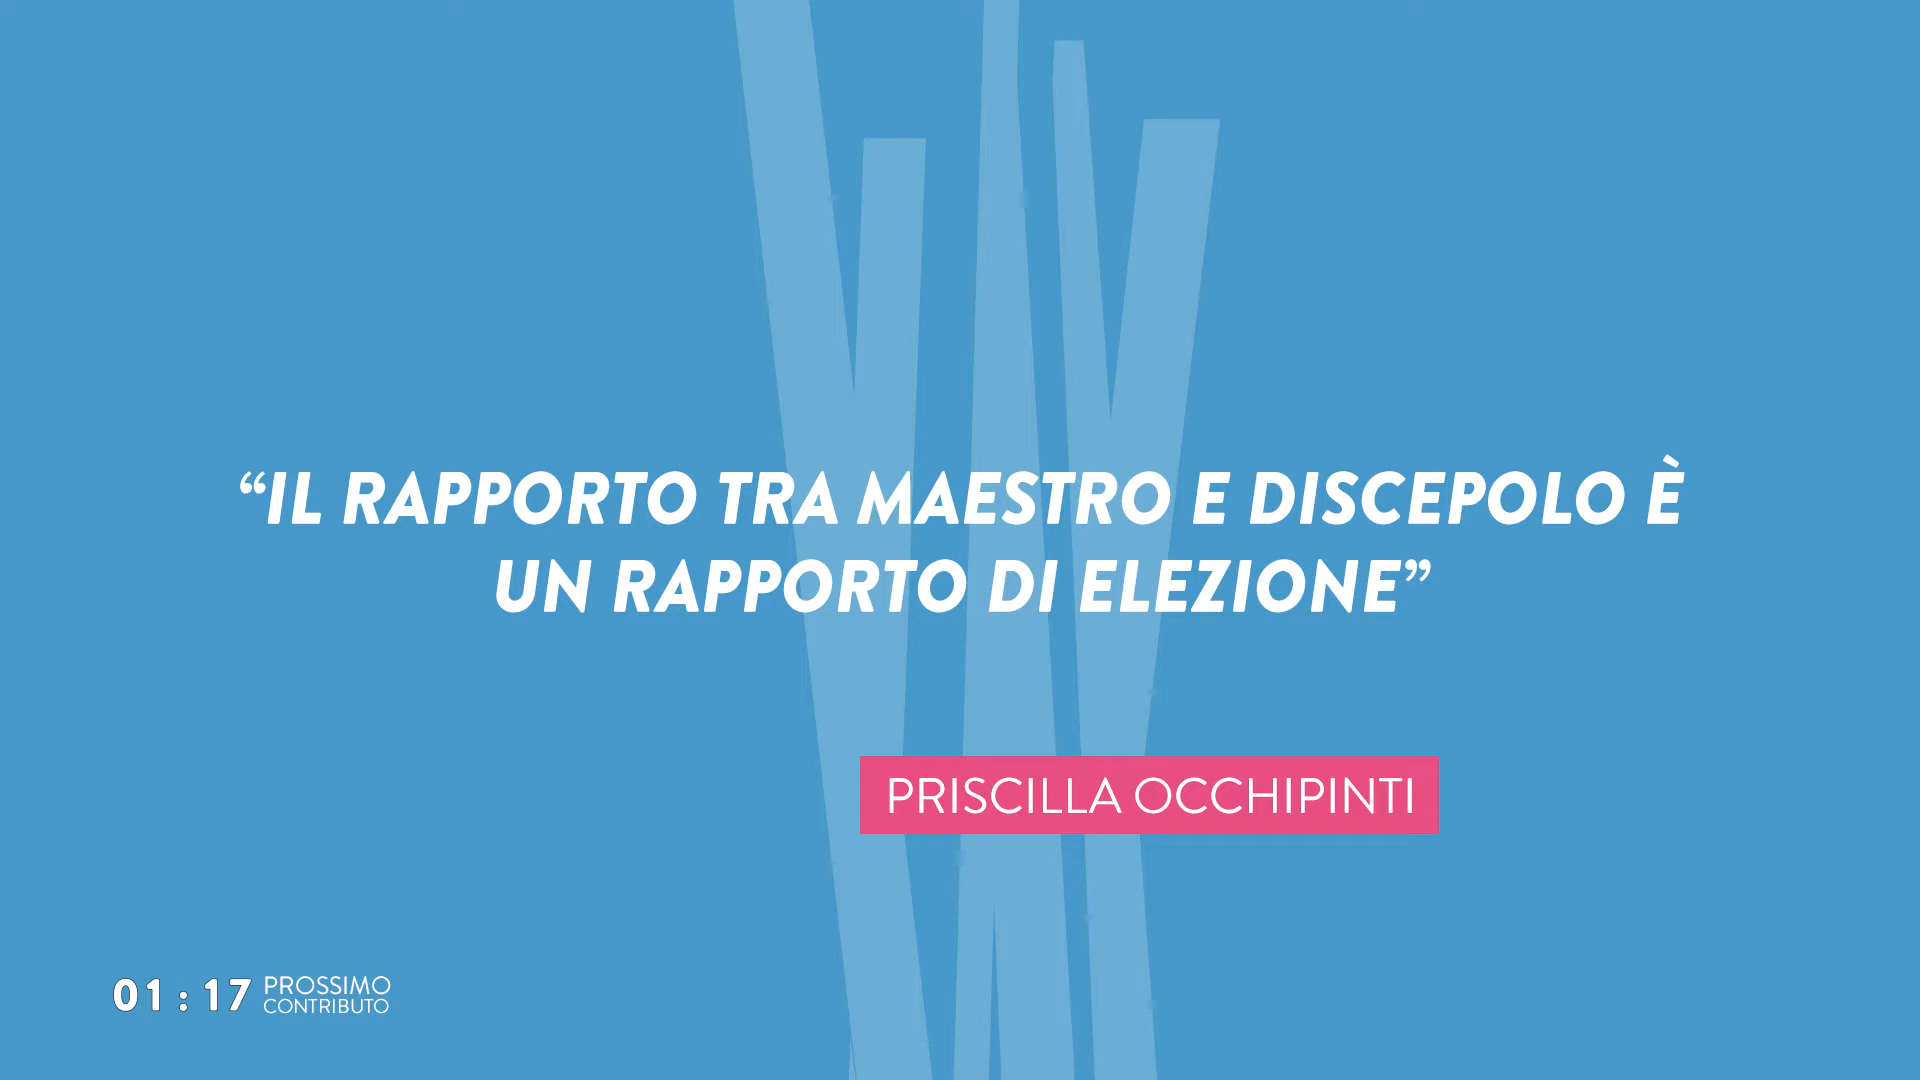 “IL RAPPORTO TRA MAESTRO E DISCEPOLO È
UN RAPPORTO DI ELEZIONE”
PRISCILLA OCCHIPINTI
01:17 PROSSIMO
CONTRIBUTO